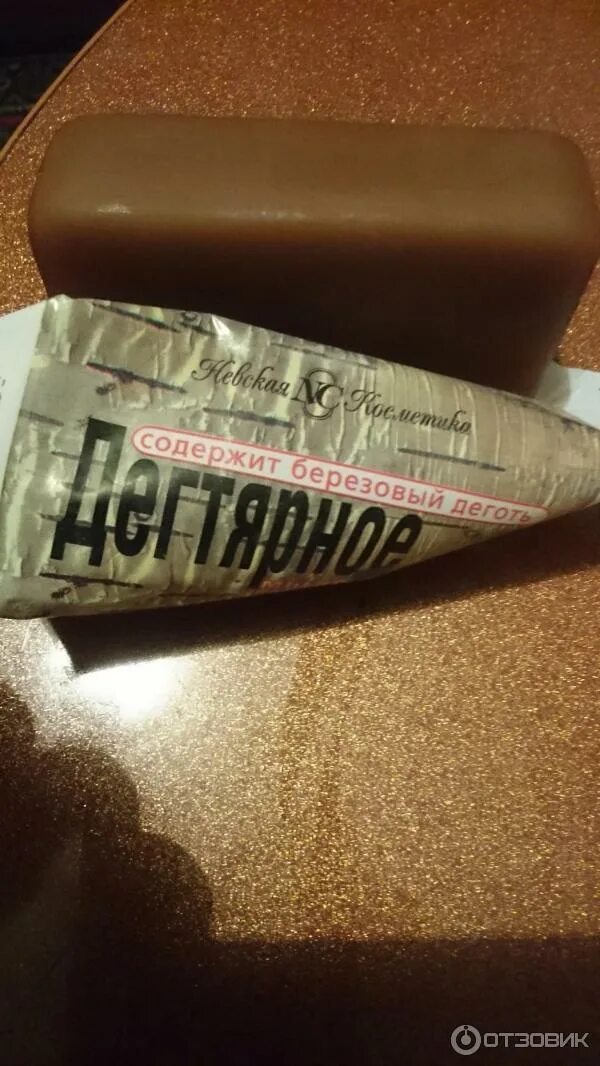 Невская NC Косметика
содержит березовый деготь
Дегтярное
ОТЗОВИК